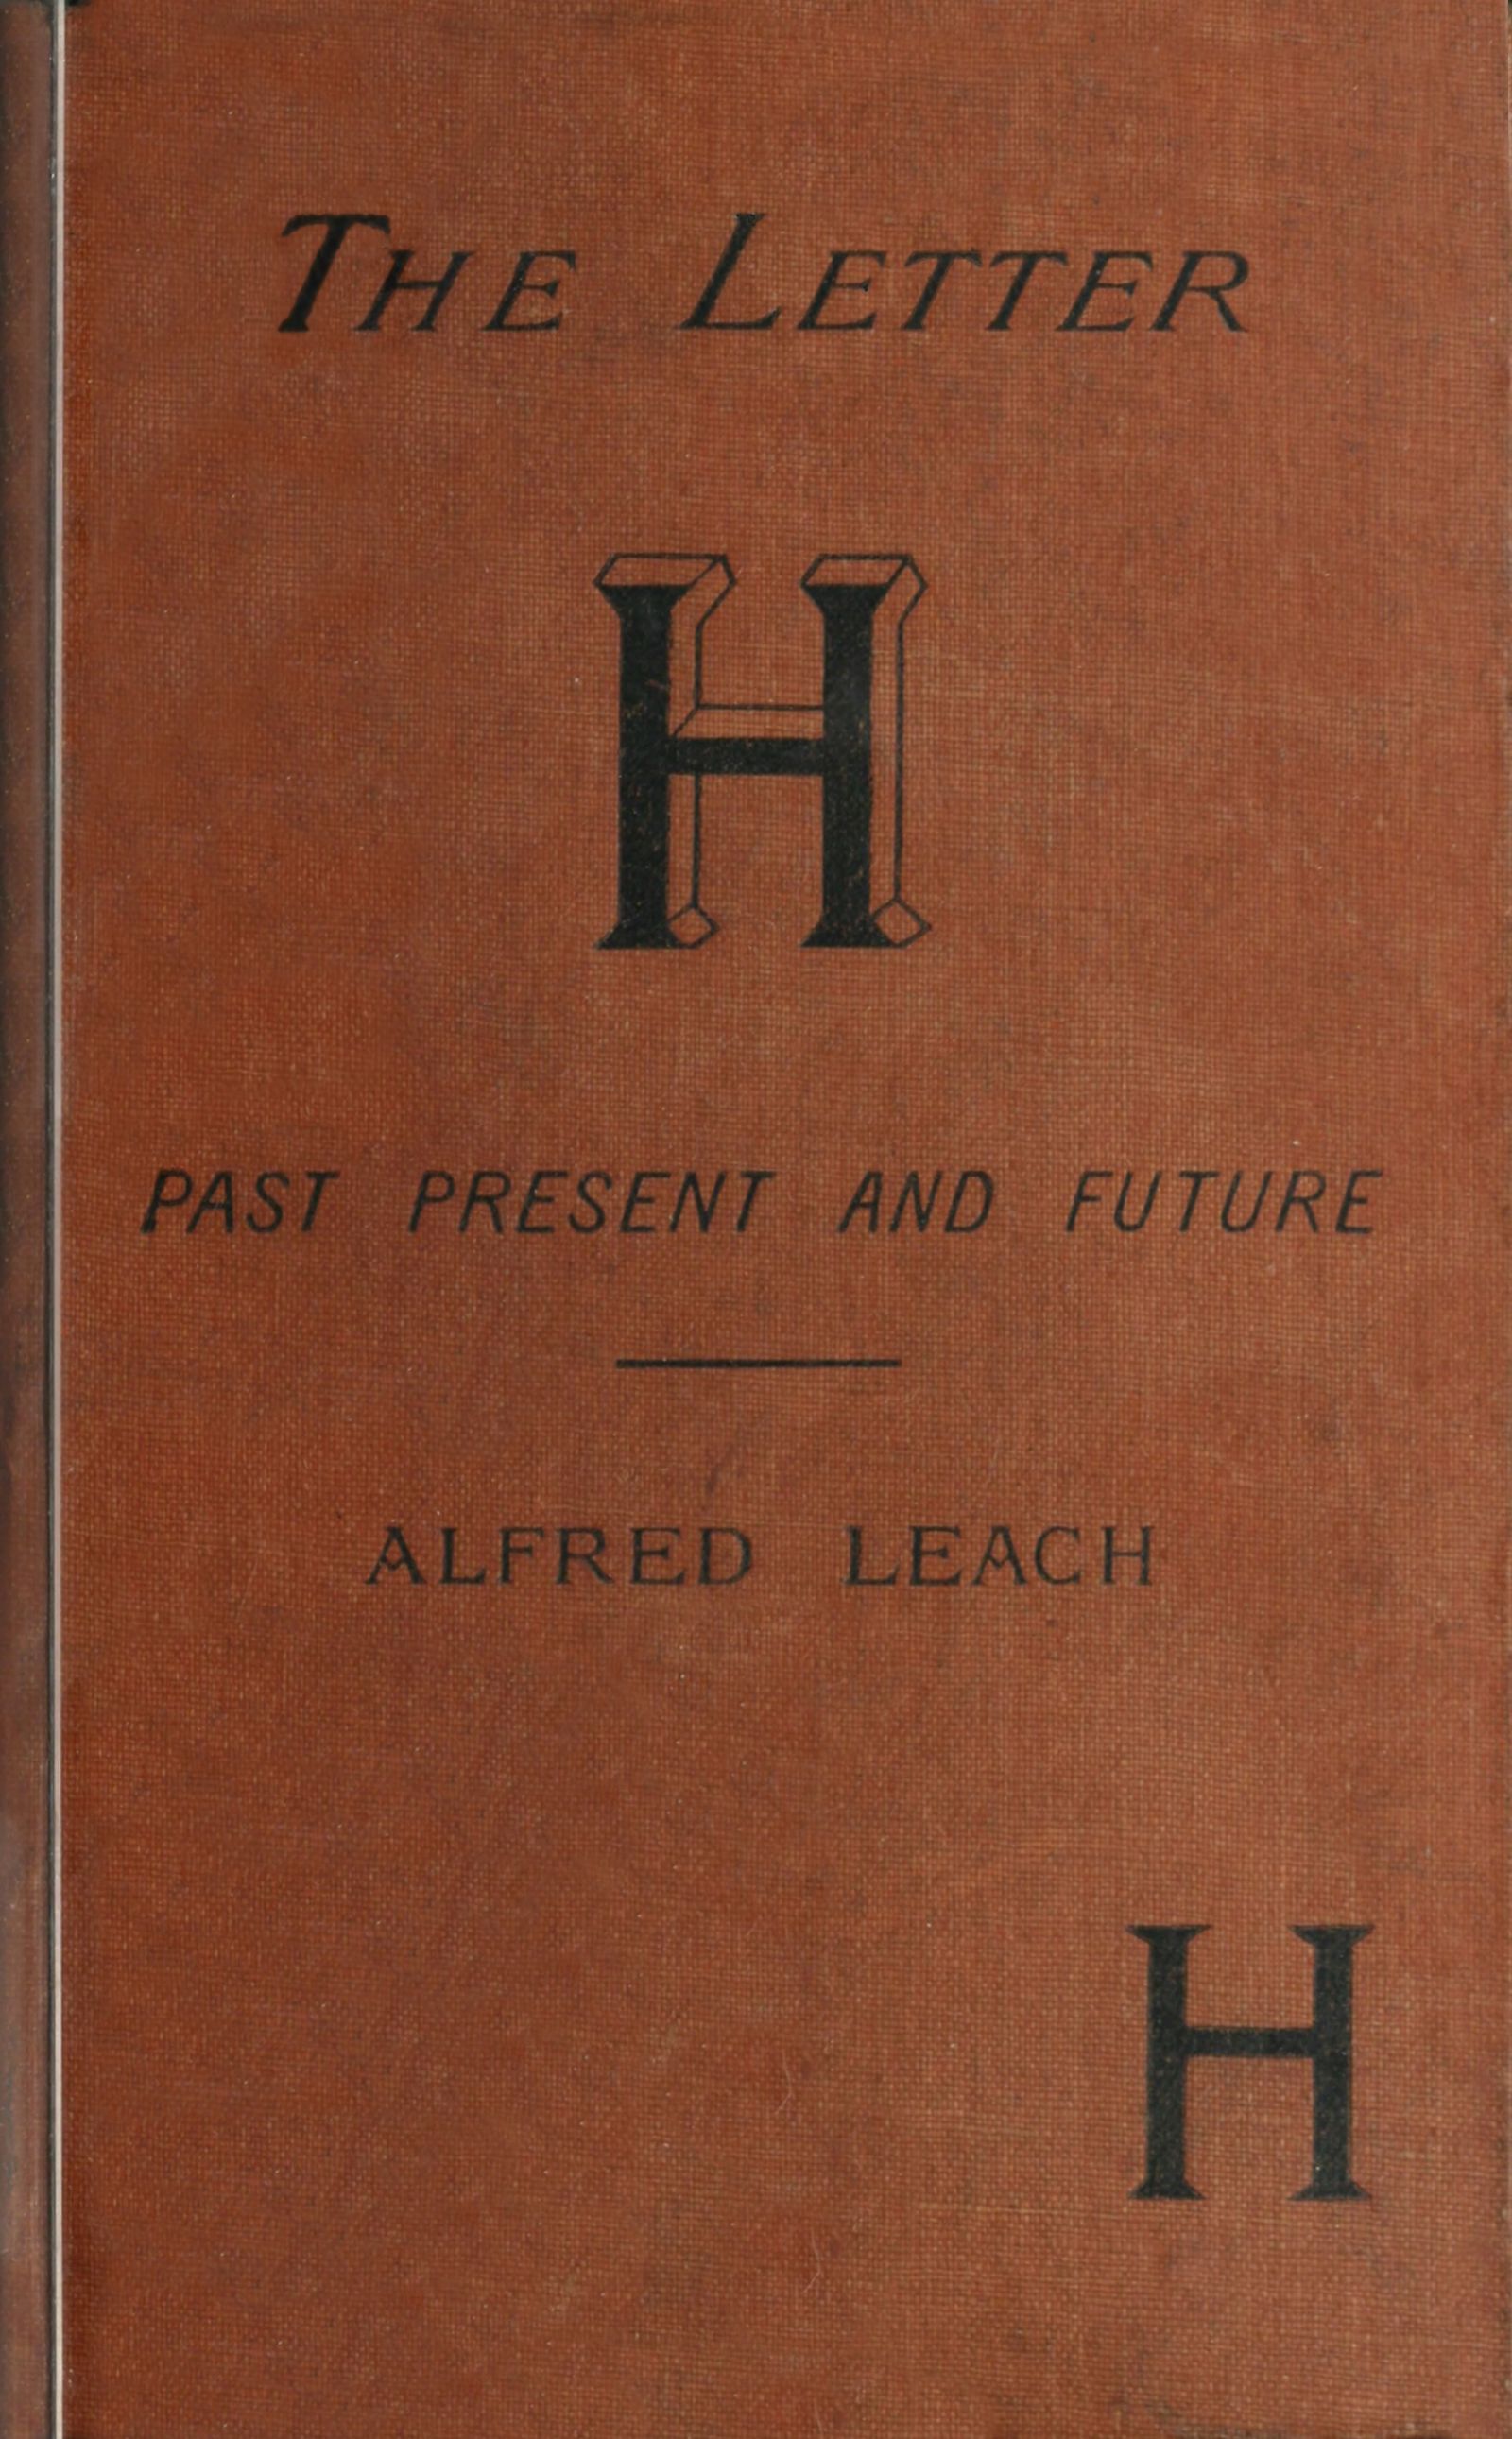 THE LETTER
H
PAST PRESENT AND FUTURE
ALFRED LEACH
H